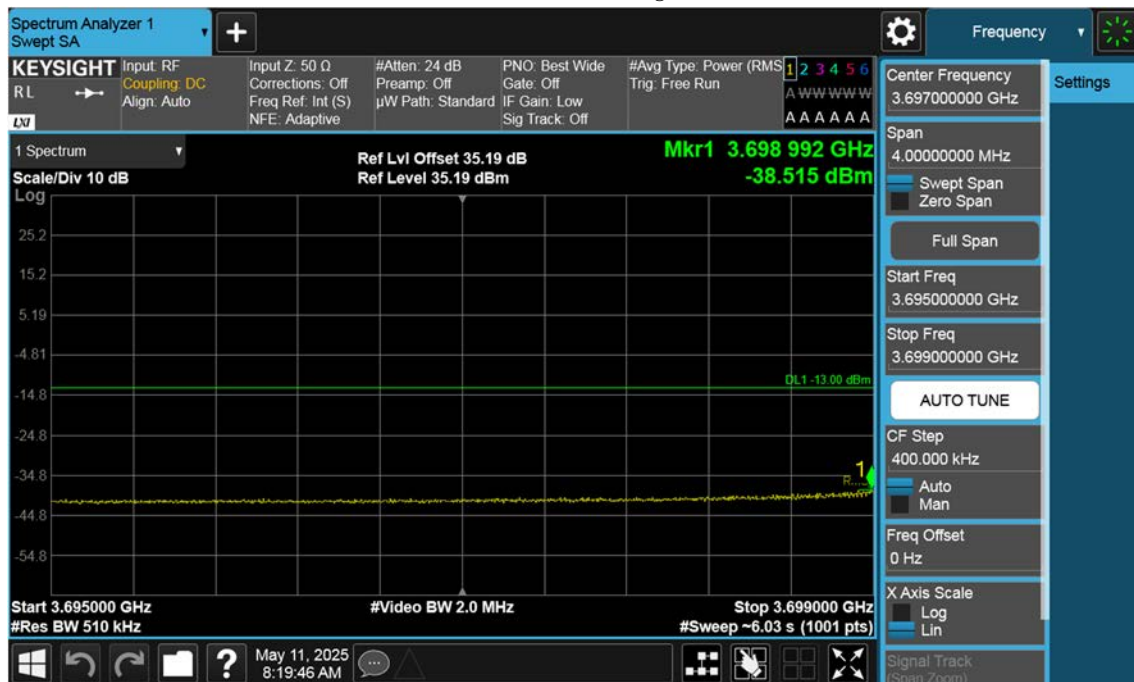 Spectrum Analyzer 1
Swept SA
+
Frequency
KEYSIGHT
RL
LXI
Input: RF
Coupling: DC
Align: Auto
Input Z: 50 Ω
Corrections: Off
Freq Ref: Int (S)
NFE: Adaptive
#Atten: 24 dB
Preamp: Off
µW Path: Standard
PNO: Best Wide
Gate: Off
IF Gain: Low
Sig Track: Off
#Avg Type: Power (RMS
Trig: Free Run
1 2 3 4 5 6
A W W W W W
A A A A A A
1 Spectrum
Scale/Div 10 dB
Ref Lvl Offset 35.19 dB
Ref Level 35.19 dBm
Mkr1 3.698 992 GHz
-38.515 dBm
Log
25.2
15.2
5.19
-4.81
-14.8
-24.8
-34.8
-44.8
-54.8
DL1 -13.00 dBm
1
Start 3.695000 GHz
#Res BW 510 kHz
#Video BW 2.0 MHz
Stop 3.699000 GHz
#Sweep ~6.03 s (1001 pts)
?
May 11, 2025
8:19:46 AM
Center Frequency
3.697000000 GHz
Span
4.00000000 MHz
Swept Span
Zero Span
Full Span
Start Freq
3.695000000 GHz
Stop Freq
3.699000000 GHz
AUTO TUNE
CF Step
400.000 kHz
Auto
Man
Freq Offset
0 Hz
X Axis Scale
Log
Lin
Signal Track
(Span Zoom)
Settings